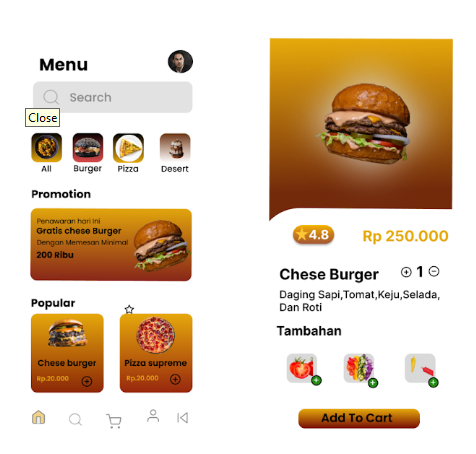 Menu
Search
Close
All
Burger
Pizza
Desert
Promotion
Penawaran hari ini
Gratis chese Burger
Dengan Memesan Minimal
200 Ribu
Popular
Chese burger
Rp.20.000
Pizza supreme
Rp.20.000
4.8
Rp 250.000
Chese Burger
1
Daging Sapi,Tomat,Keju,Selada,
Dan Roti
Tambahan
Add To Cart